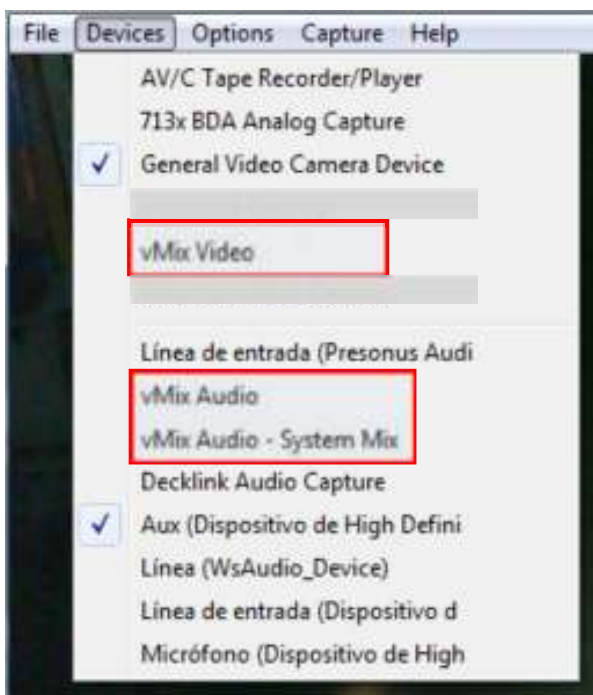 File Devices Options Capture Help
AV/C Tape Recorder/Player
713x BDA Analog Capture
General Video Camera Device
vMix Video
Línea de entrada (Presonus Audi
vMix Audio
vMix Audio - System Mix
Decklink Audio Capture
Aux (Dispositivo de High Defini
Línea (WsAudio_Device)
Línea de entrada (Dispositivo d
Micrófono (Dispositivo de High